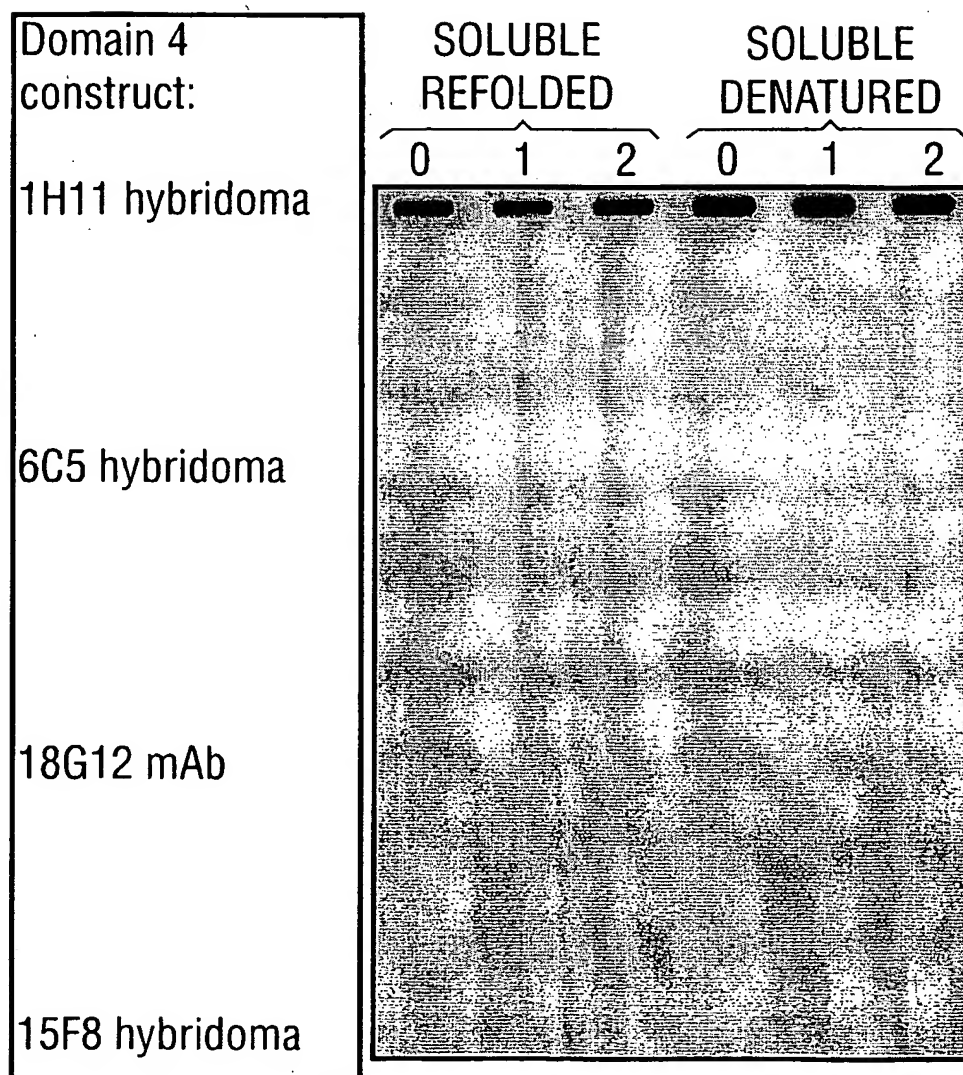 Domain 4
construct:
SOLUBLE
REFOLDED
SOLUBLE
DENATURED
0 1 2 0 1 2
1H11 hybridoma
6C5 hybridoma
18G12 mAb
15F8 hybridoma